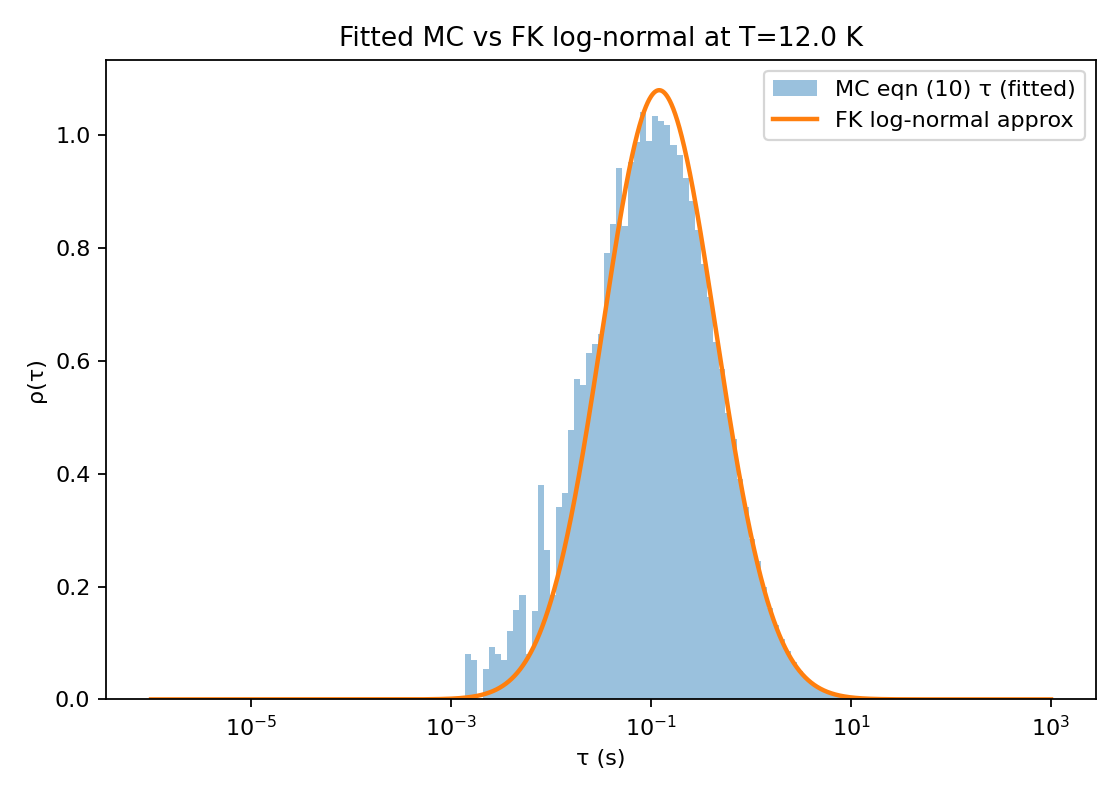 Fitted MC vs FK log-normal at T=12.0 K
MC eqn (10) τ (fitted)
FK log-normal approx
ρ(τ)
1.0
0.8
0.6
0.4
0.2
0.0
10⁻⁵
10⁻³
10⁻¹
10¹
10³
τ (s)